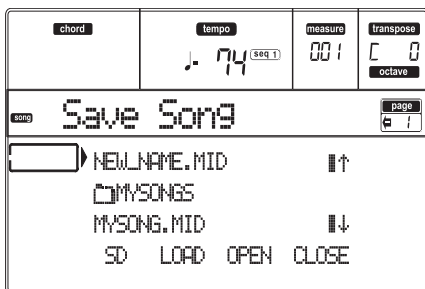 chord tempo measure transpose
♩- 74 seq 1 001 C 0
octave
song Save Song page
1
NEW_NAME.MID
MYSONGS
MYSONG.MID
SD LOAD OPEN CLOSE